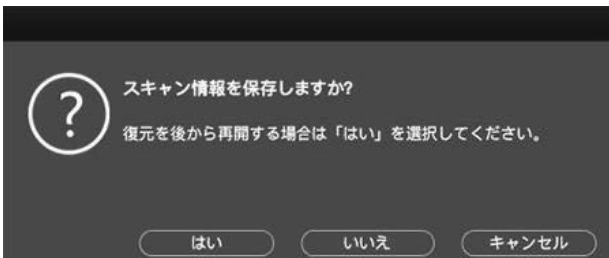 ?
スキャン情報を保存しますか?
復元を後から再開する場合は「はい」を選択してください。
はい
いいえ
キャンセル